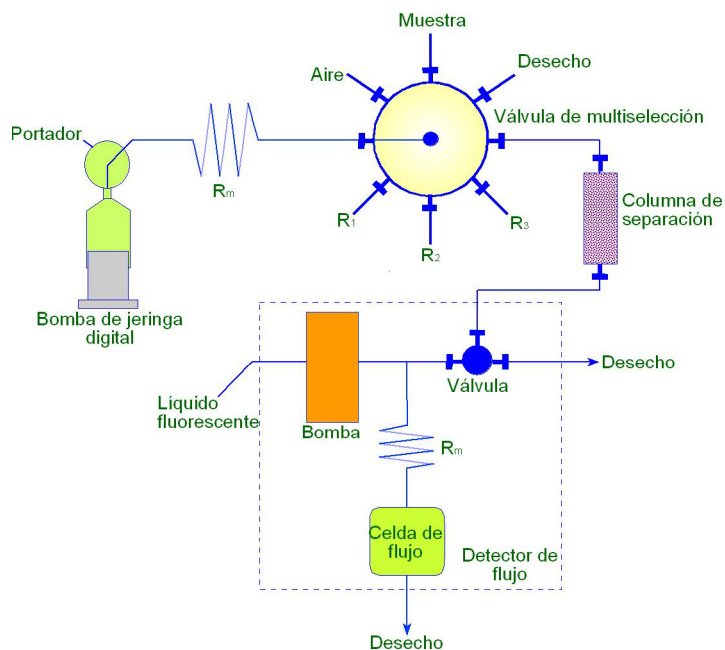 Muestra
Aire
Desecho
Portador
Válvula de multiselección
Rm
R1
R2
R3
Columna de
separación
Bomba de jeringa
digital
Líquido
fluorescente
Bomba
Válvula
Desecho
Rm
Celda de
flujo
Detector de
flujo
Desecho